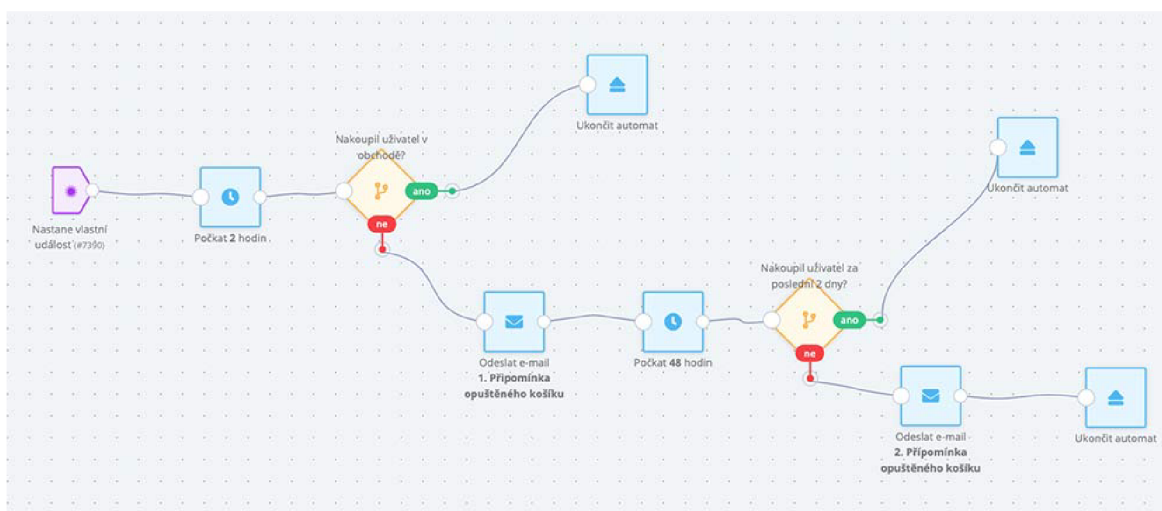 Ukončit automat
Nakoupil uživatel v
obchodě?
ano
ne
Nastane vlastní
událost (#7390)
Počkat 2 hodin
Ukončit automat
Nakoupil uživatel za
poslední 2 dny?
ano
ne
Odeslat e-mail
1. Připomínka
opuštěného košíku
Počkat 48 hodin
Odeslat e-mail
2. Připomínka
opuštěného košíku
Ukončit automat